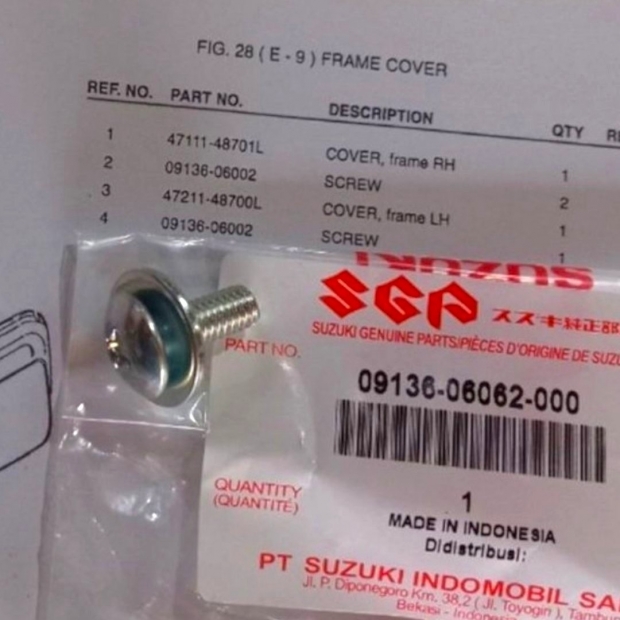 FIG. 28 ( E - 9 ) FRAME COVER
REF. NO. PART NO. DESCRIPTION QTY
1 47111-48701L COVER, frame RH 1
2 09136-06002 SCREW 2
3 47211-48700L COVER, frame LH 1
4 09136-06002 SCREW 1
SUZUKI
SGP スズキ純正部
SUZUKI GENUINE PARTS/PIÈCES D'ORIGINE DE SUZU
PART NO.
09136-06062-000
QUANTITY
(QUANTITÉ)
1
MADE IN INDONESIA
Didistribusi:
PT SUZUKI INDOMOBIL SA
Jl. P. Diponegoro Km. 38,2 ( Jl. Toyogiri ), Tambu
Bekasi - Indonesia